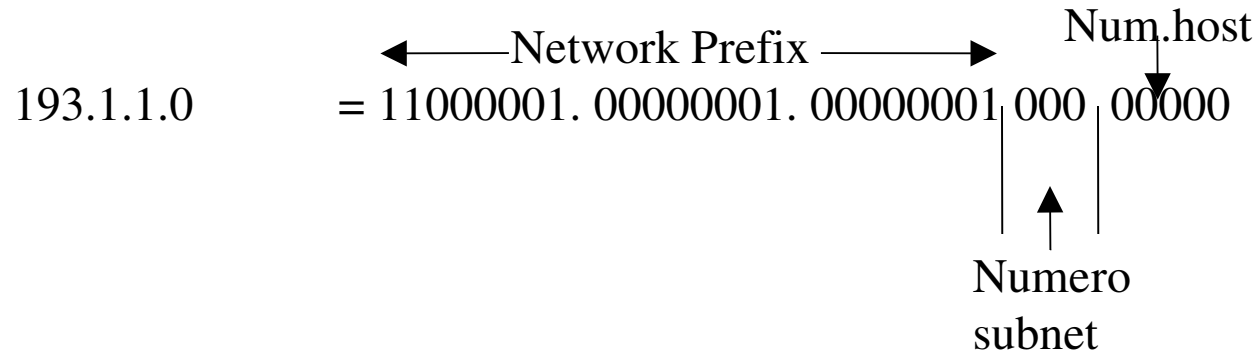 Num.host
Network Prefix
193.1.1.0 = 11000001. 00000001. 00000001 000 00000
Numero
subnet